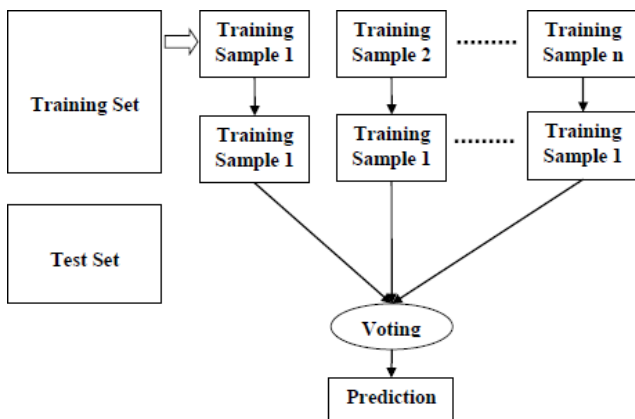 Training Set
Training
Sample 1
Training
Sample 2
.........
Training
Sample n
Training
Sample 1
Training
Sample 1
.........
Training
Sample 1
Test Set
Voting
Prediction